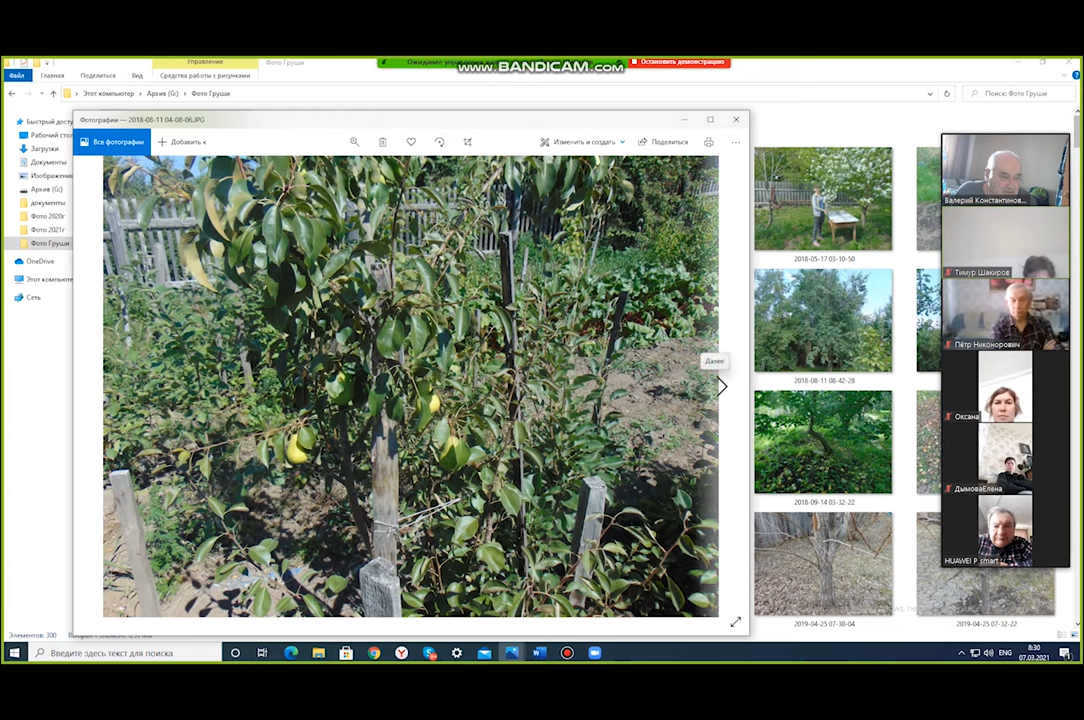 Управление
Фото Груши
Ожидание управления
WWW.BANDICAM.COM
Остановить демонстрацию
Файл
Главная
Поделиться
Вид
Средства работы с рисунками
Этот компьютер › Архив (G:) › Фото Груши
Поиск: Фото Груши
Фотографии — 2018-08-11 04-08-06.JPG
Все фотографии
Добавить к
Изменить и создать
Поделиться
Быстрый досту
Рабочий стол
Загрузки
Документы
Изображени
Архив (G:)
документы
Фото 2020г
Фото 2021г
Фото Груши
OneDrive
Этот компьюте
Сеть
Далее
2018-05-17 03-10-50
2018-08-11 08-42-28
2018-09-14 03-32-22
2019-04-25 07-30-04
2019-04-25 07-32-22
Валерий Константинов...
Тимур Шакиров
Пётр Никонорович
Оксана
ДымоваЕлена
HUAWEI P smart
Элементов: 300
Введите здесь текст для поиска
ENG
8:30
07.03.2021